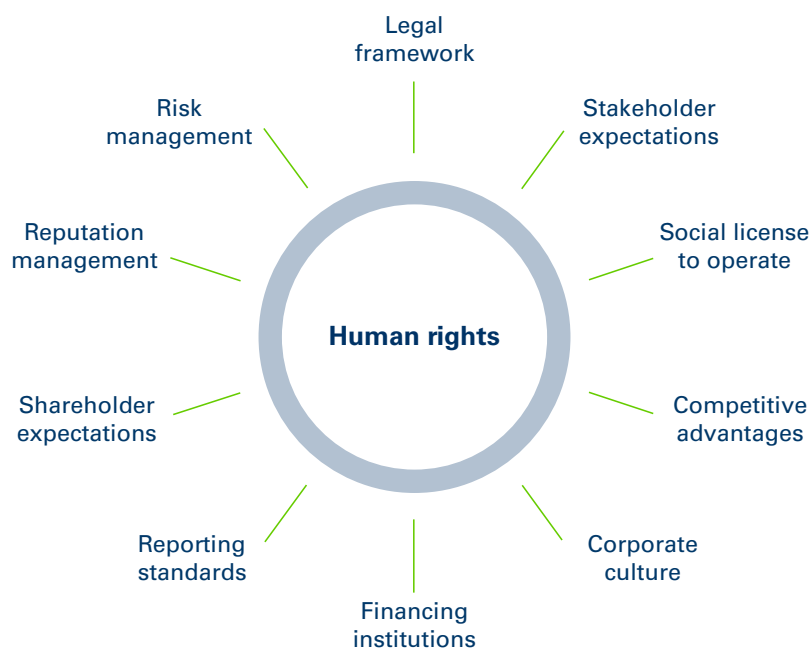 Legal
framework
Stakeholder
expectations
Social license
to operate
Competitive
advantages
Corporate
culture
Financing
institutions
Reporting
standards
Shareholder
expectations
Reputation
management
Risk
management
Human rights